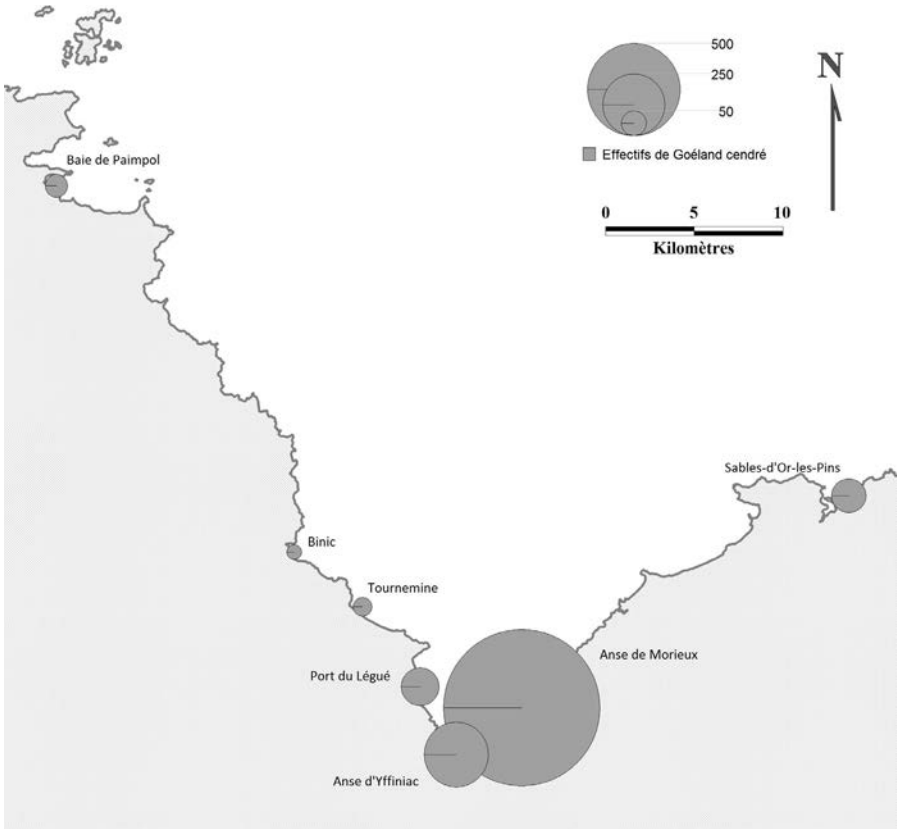 500
250
50
N
Effectifs de Goéland cendré
Baie de Paimpol
0 5 10
Kilomètres
Sables-d'Or-les-Pins
Binic
Tournemine
Anse de Morieux
Port du Légué
Anse d'Yffiniac